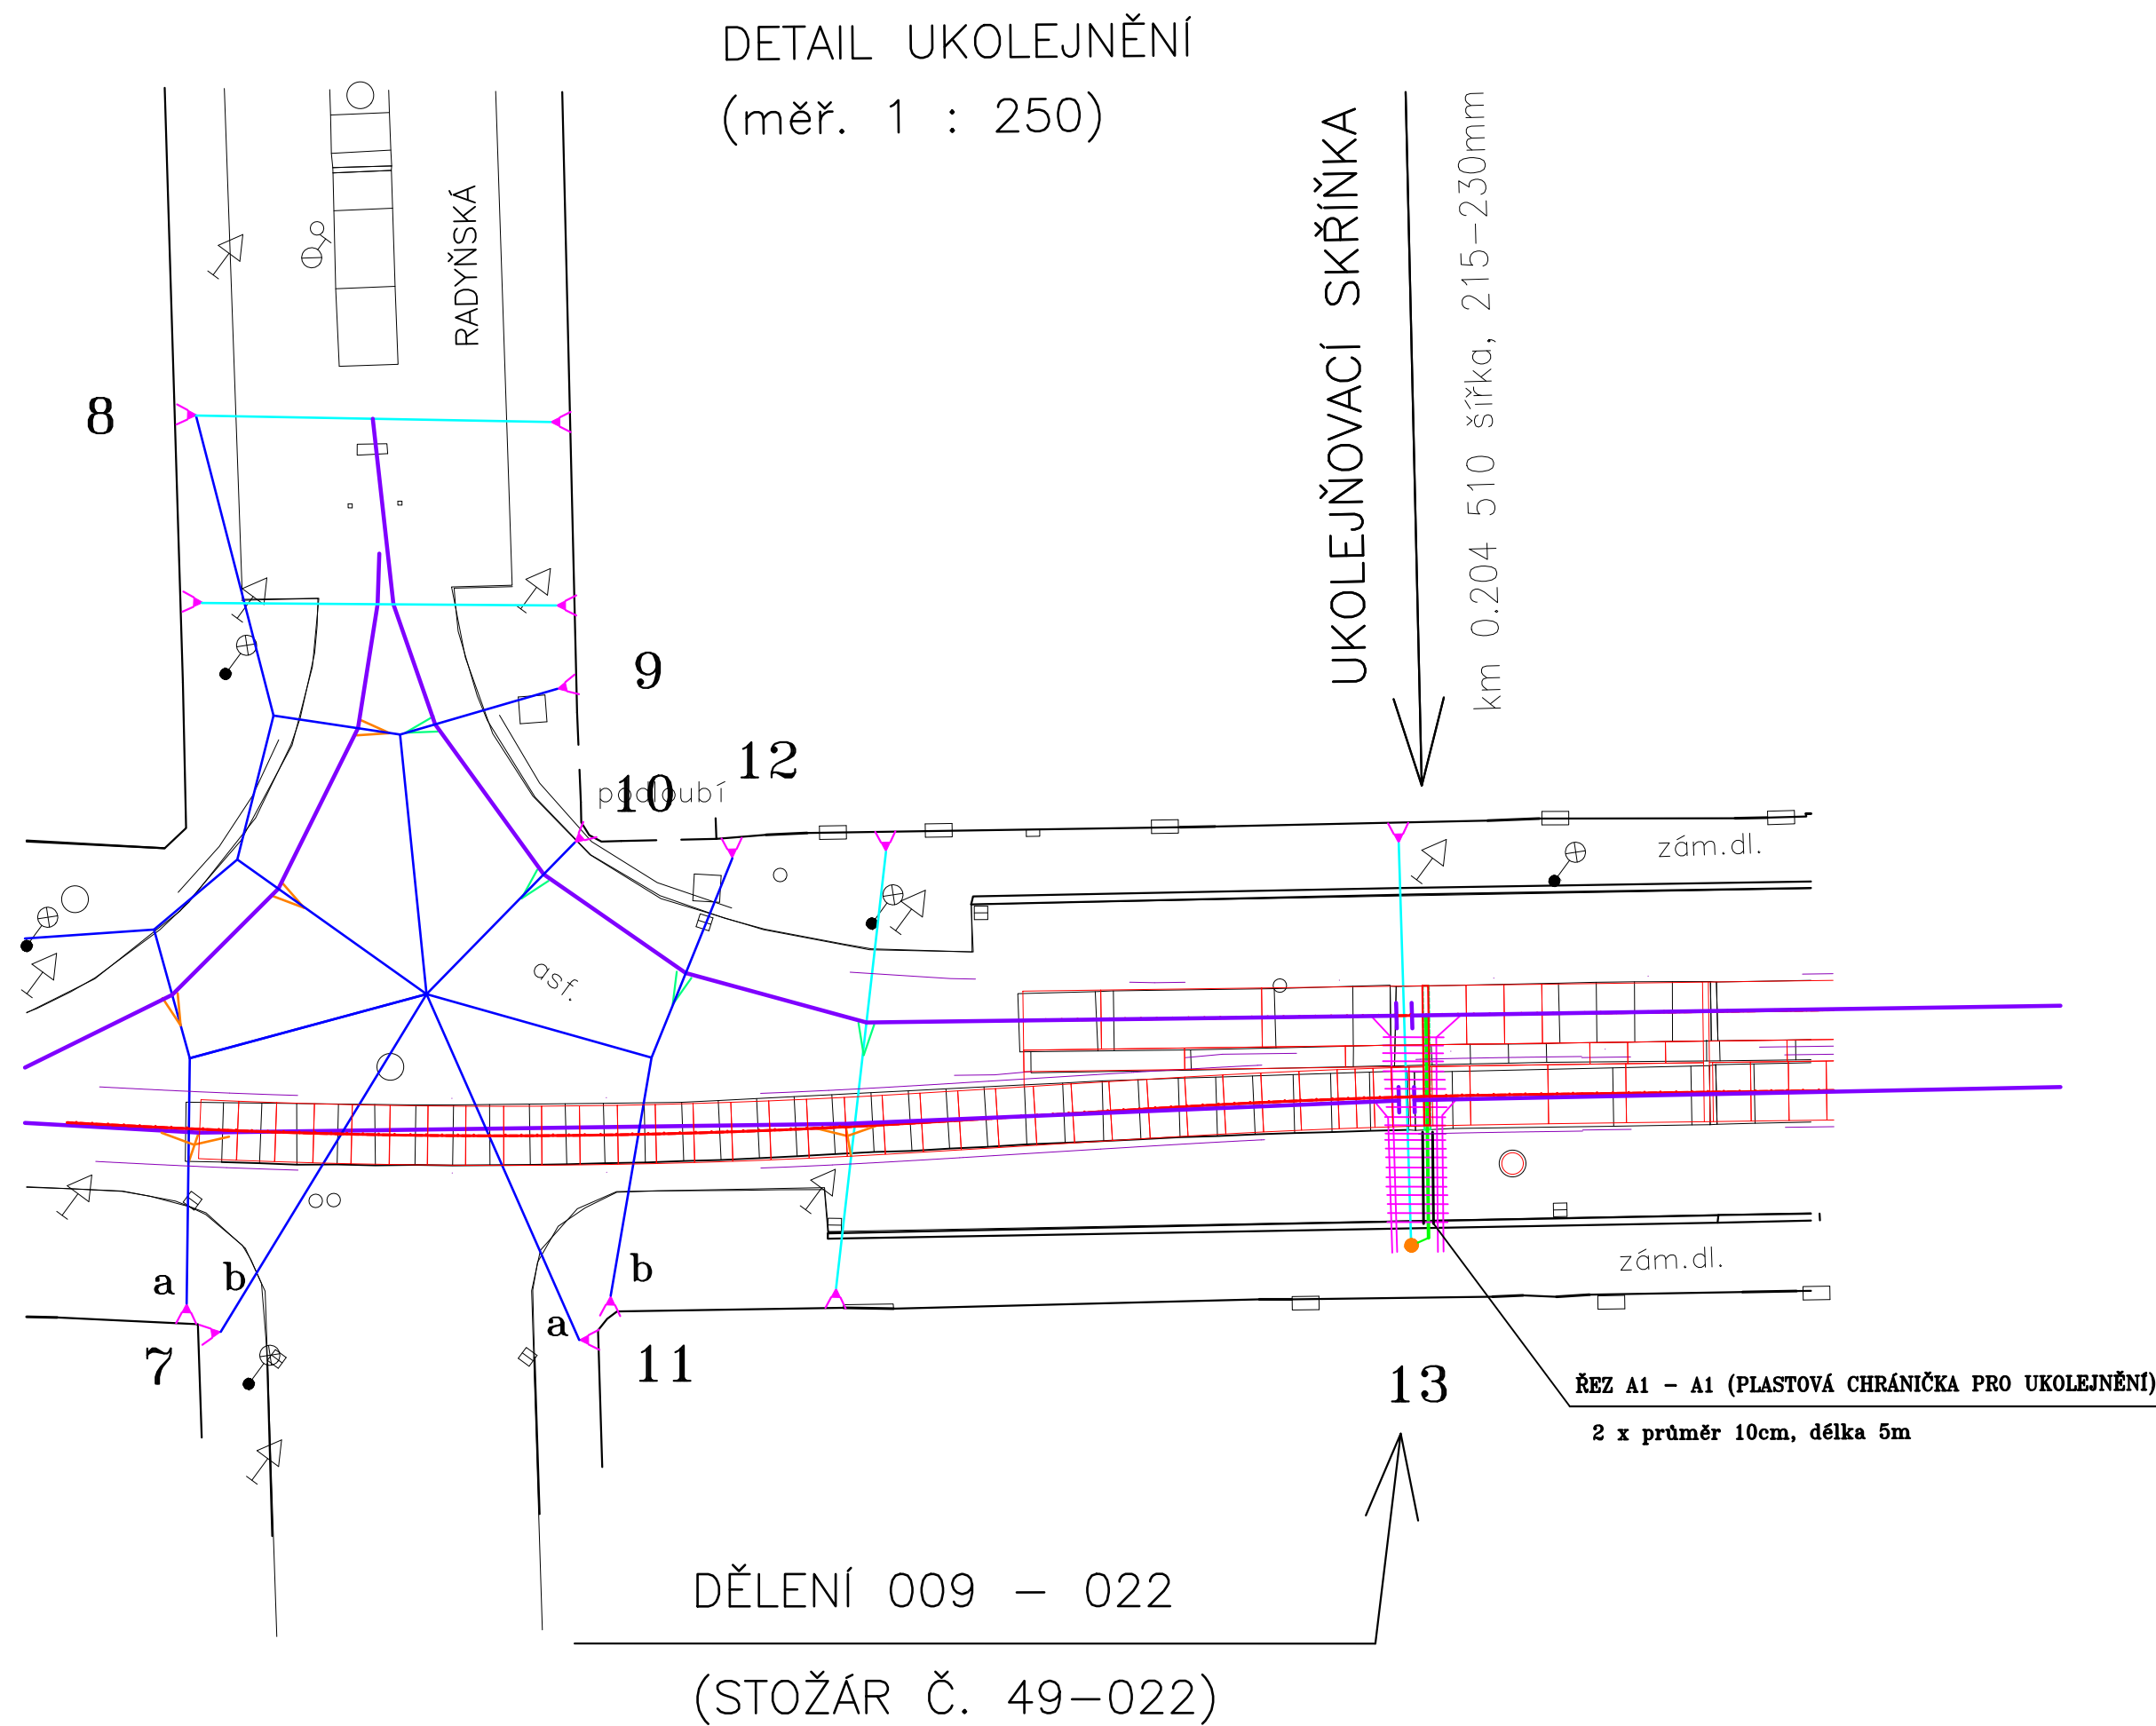 DETAIL UKOLEJNĚNÍ
(měř. 1 : 250)
RADYŇSKÁ
UKOLEJŇOVACÍ SKŘÍŇKA
km 0.204 510 šířka, 215-230mm
8
9
12
10
podloubí
zám.dl.
asf.
zám.dl.
a
b
b
a
7
11
13
ŘEZ A1 - A1 (PLASTOVÁ CHRÁNIČKA PRO UKOLEJNĚNÍ)
2 x průměr 10cm, délka 5m
DĚLENÍ 009 - 022
(STOŽÁR Č. 49-022)